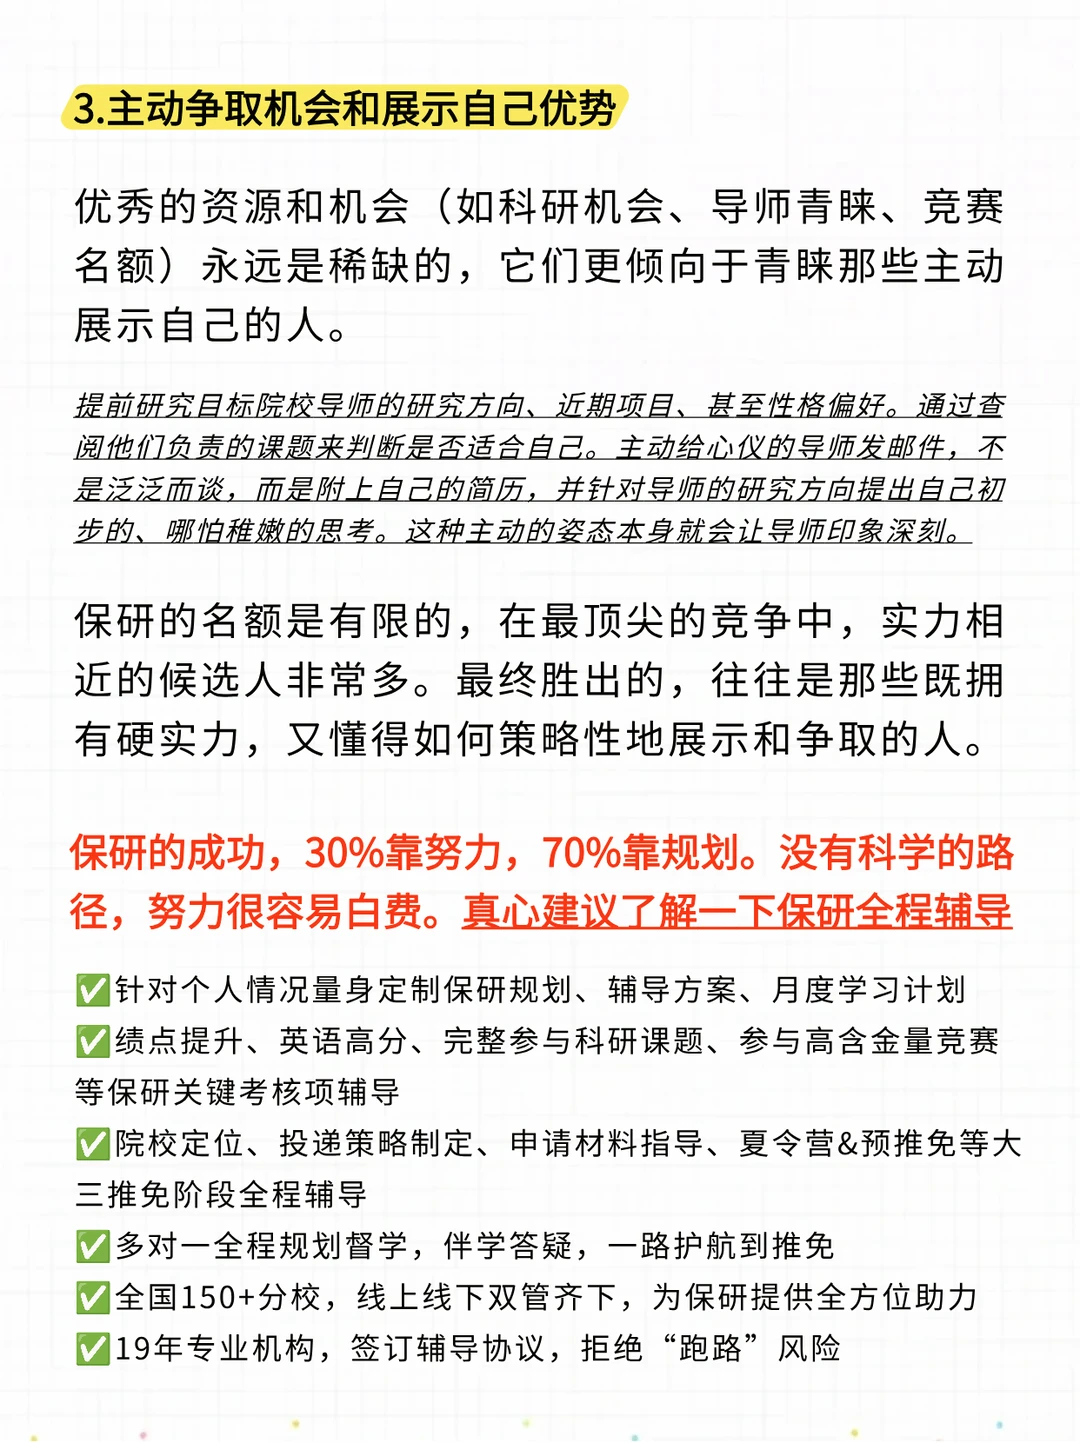 3.主动争取机会和展示自己优势
优秀的资源和机会（如科研机会、导师青睐、竞赛
名额）永远是稀缺的，它们更倾向于青睐那些主动
展示自己的人。
提前研究目标院校导师的研究方向、近期项目、甚至性格偏好。通过查
阅他们负责的课题来判断是否适合自己。主动给心仪的导师发邮件，不
是泛泛而谈，而是附上自己的简历，并针对导师的研究方向提出自己初
步的、哪怕稚嫩的思考。这种主动的姿态本身就会让导师印象深刻。
保研的名额是有限的，在最顶尖的竞争中，实力相
近的候选人非常多。最终胜出的，往往是那些既拥
有硬实力，又懂得如何策略性地展示和争取的人。
保研的成功，30%靠努力，70%靠规划。没有科学的路
径，努力很容易白费。真心建议了解一下保研全程辅导
✅针对个人情况量身定制保研规划、辅导方案、月度学习计划
✅绩点提升、英语高分、完整参与科研课题、参与高含金量竞赛
等保研关键考核项辅导
✅院校定位、投递策略制定、申请材料指导、夏令营&预推免等大
三推免阶段全程辅导
✅多对一全程规划督学，伴学答疑，一路护航到推免
✅全国150+分校，线上线下双管齐下，为保研提供全方位助力
✅19年专业机构，签订辅导协议，拒绝“跑路”风险